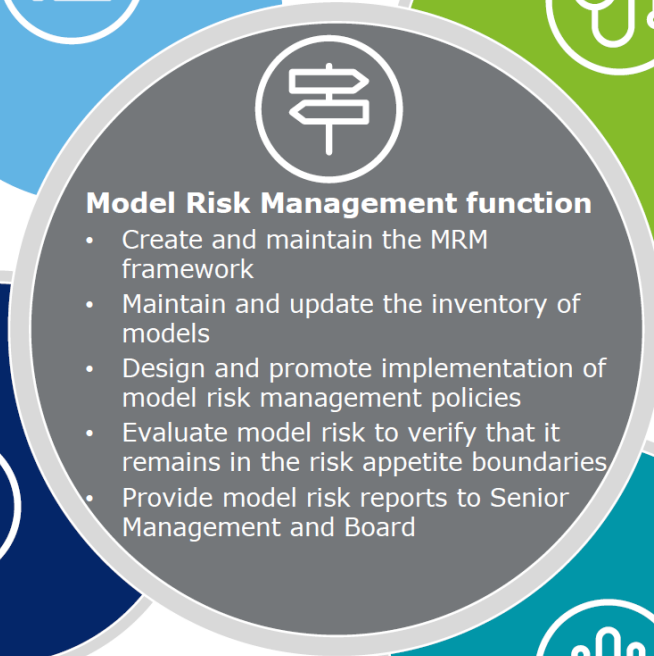 Model Risk Management function
• Create and maintain the MRM
framework
• Maintain and update the inventory of
models
• Design and promote implementation of
model risk management policies
• Evaluate model risk to verify that it
remains in the risk appetite boundaries
• Provide model risk reports to Senior
Management and Board